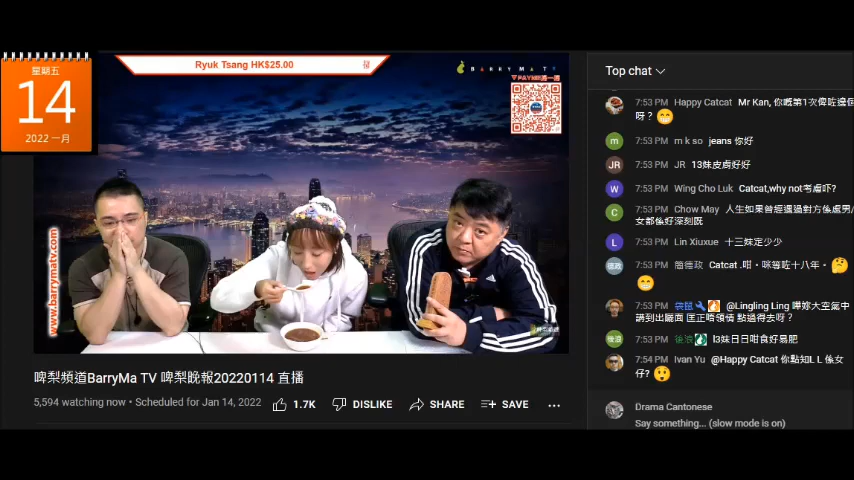 星期五
14
2022 一月
Ryuk Tsang HK$25.00
BARRYMA TV
www.barrymatv.com
啤梨頻道BarryMa TV 啤梨晚報20220114 直播
5,594 watching now • Scheduled for Jan 14, 2022
1.7K
DISLIKE
SHARE
SAVE
Top chat
7:53 PM Happy Catcat Mr Kan, 你嘅第1次俾咗邊個
呀？😁
m 7:53 PM m k so jeans 你好
JR 7:53 PM JR 13妹皮膚好好
W 7:53 PM Wing Cho Luk Catcat,why not考慮吓?
C 7:53 PM Chow May 人生如果曾經遇過對方係處男/
女都係好深刻既
L 7:53 PM Lin Xiuxue 十三妹定少少
7:53 PM 簡德政 Catcat .咁・咪等咗十八年・🤔
😁
7:53 PM 袋鼠 @Lingling Ling 嘩嫁大空氣中
講到出曬面 匡正唔領情 點過得去呀？
7:53 PM 後浪 l3妹日日咁食好易肥
7:54 PM Ivan Yu @Happy Catcat 你點知L L 係女
仔? 😲
Drama Cantonese
Say something... (slow mode is on)